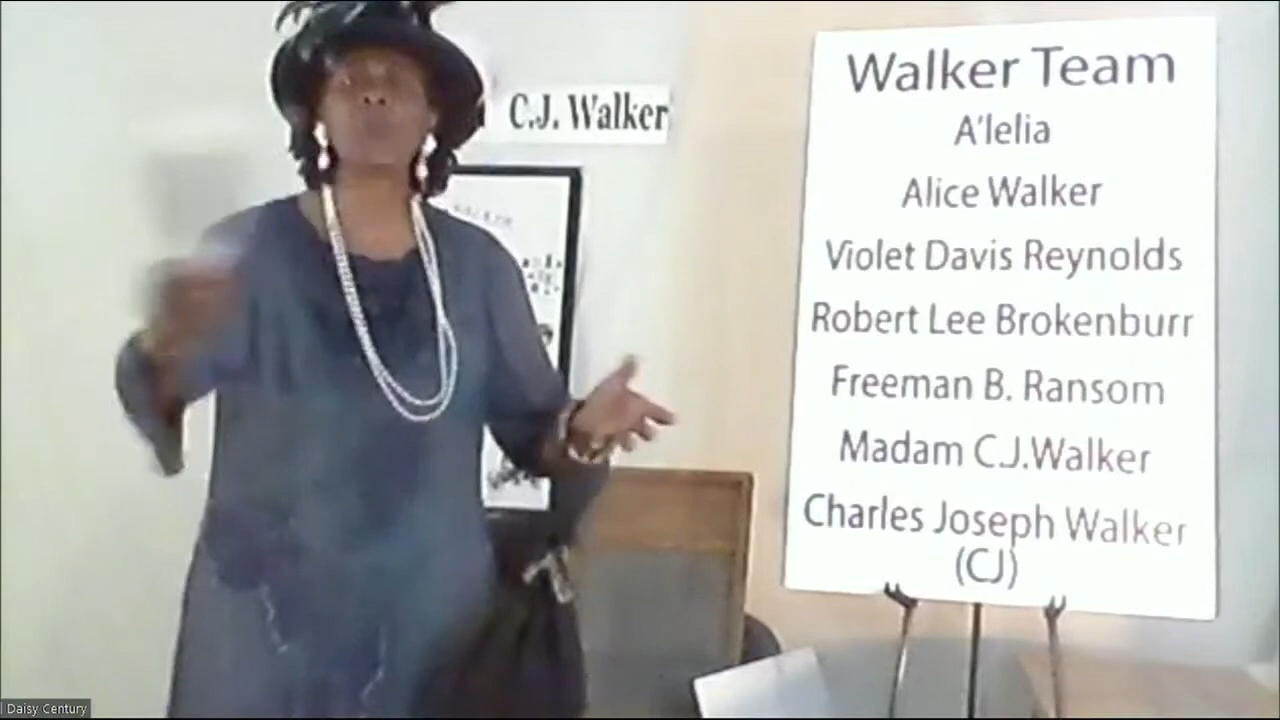 C.J. Walker
Walker Team
A'lelia
Alice Walker
Violet Davis Reynolds
Robert Lee Brokenburr
Freeman B. Ransom
Madam C.J.Walker
Charles Joseph Walker
(CJ)
Daisy Century